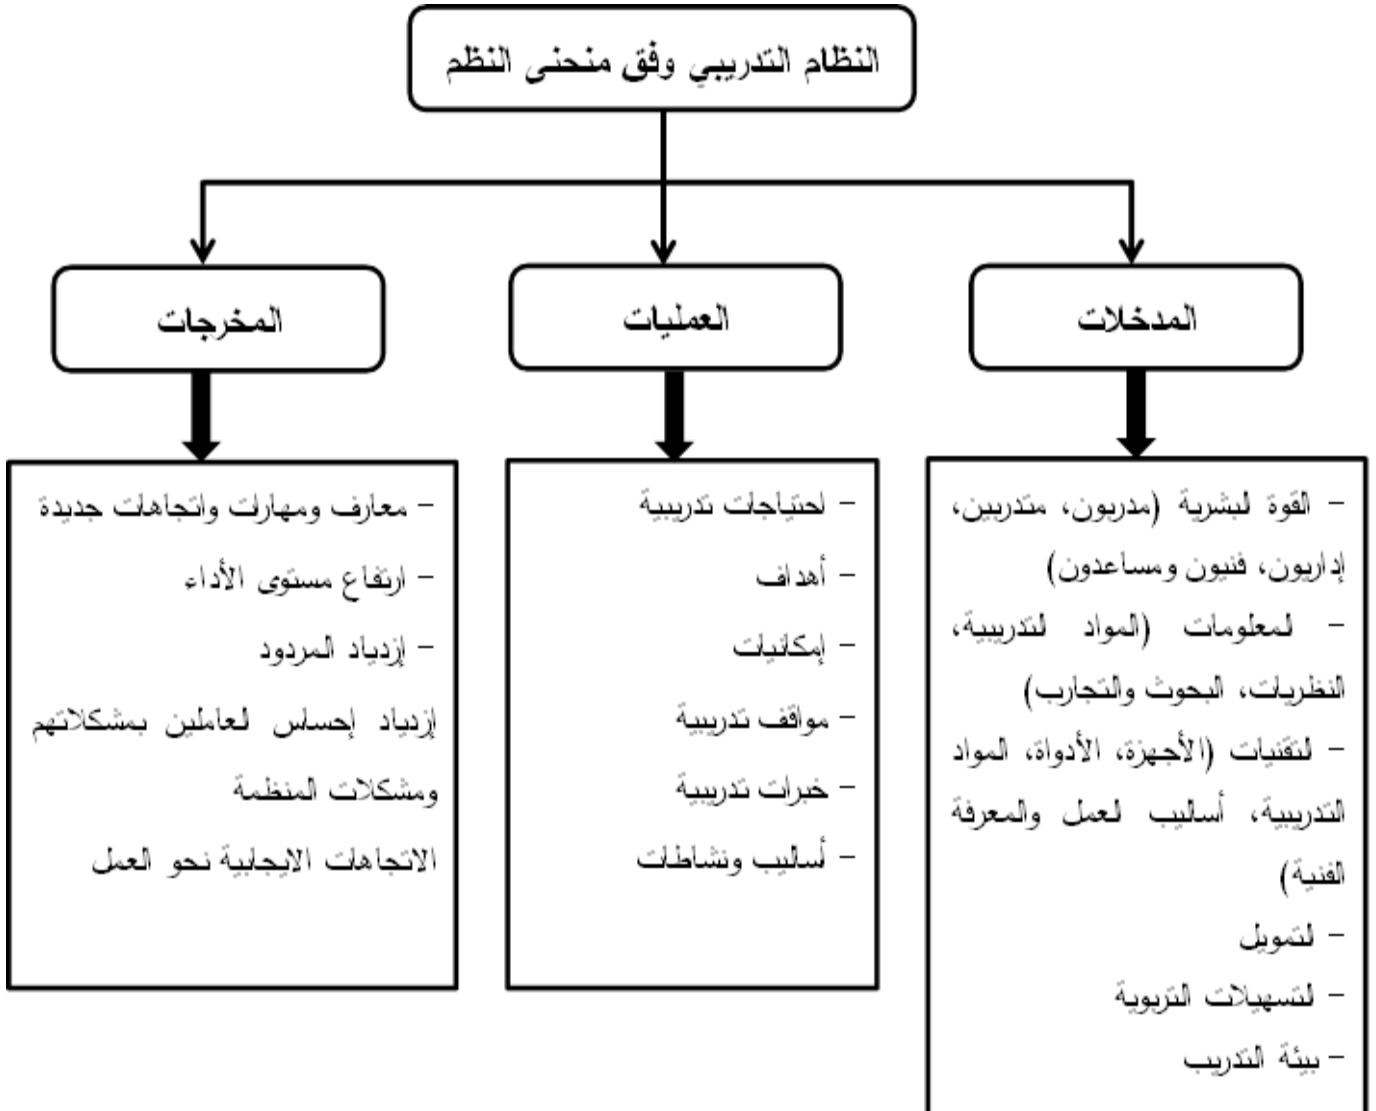 النظام التدريبي وفق منحنى النظم
المدخلات
العمليات
المخرجات
- القوة لبشرية (مدربون، متدربين،
إداريون، فنيون ومساعدون)
- لمعلومات (المواد لتدريبية،
النظريات، البحوث والتجارب)
- لتقنيات (الأجهزة، الأدواة، المواد
التدريبية، أساليب لعمل والمعرفة
الفنية)
- لتمويل
- لتسهيلات التربوية
- بيئة التدريب
- احتياجات تدريبية
- أهداف
- إمكانيات
- مواقف تدريبية
- خبرات تدريبية
- أساليب ونشاطات
- معارف ومهارات واتجاهات جديدة
- ارتفاع مستوى الأداء
- إزدياد المردود
إزدياد إحساس لعاملين بمشكلاتهم
ومشكلات المنظمة
الاتجاهات الايجابية نحو العمل